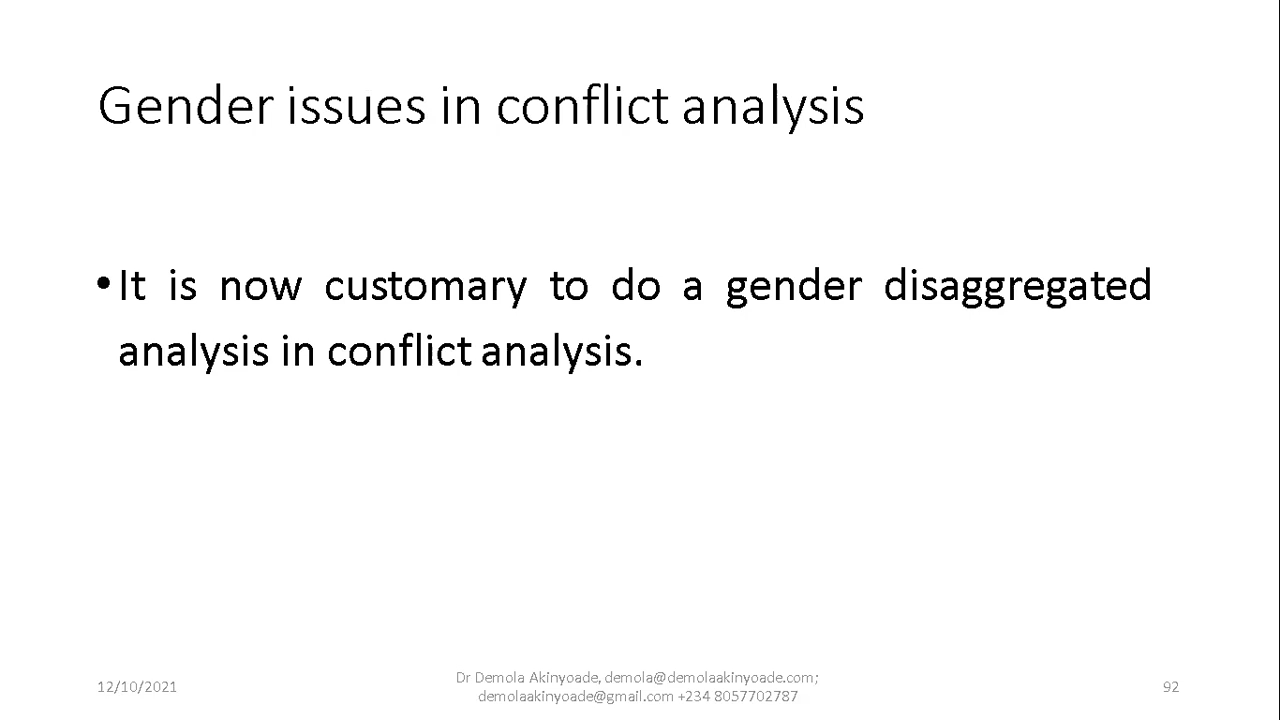 Gender issues in conflict analysis
•It is now customary to do a gender disaggregated
analysis in conflict analysis.
12/10/2021
Dr Demola Akinyoade, demola@demolaakinyoade.com;
demolaakinyoade@gmail.com +234 8057702787
92